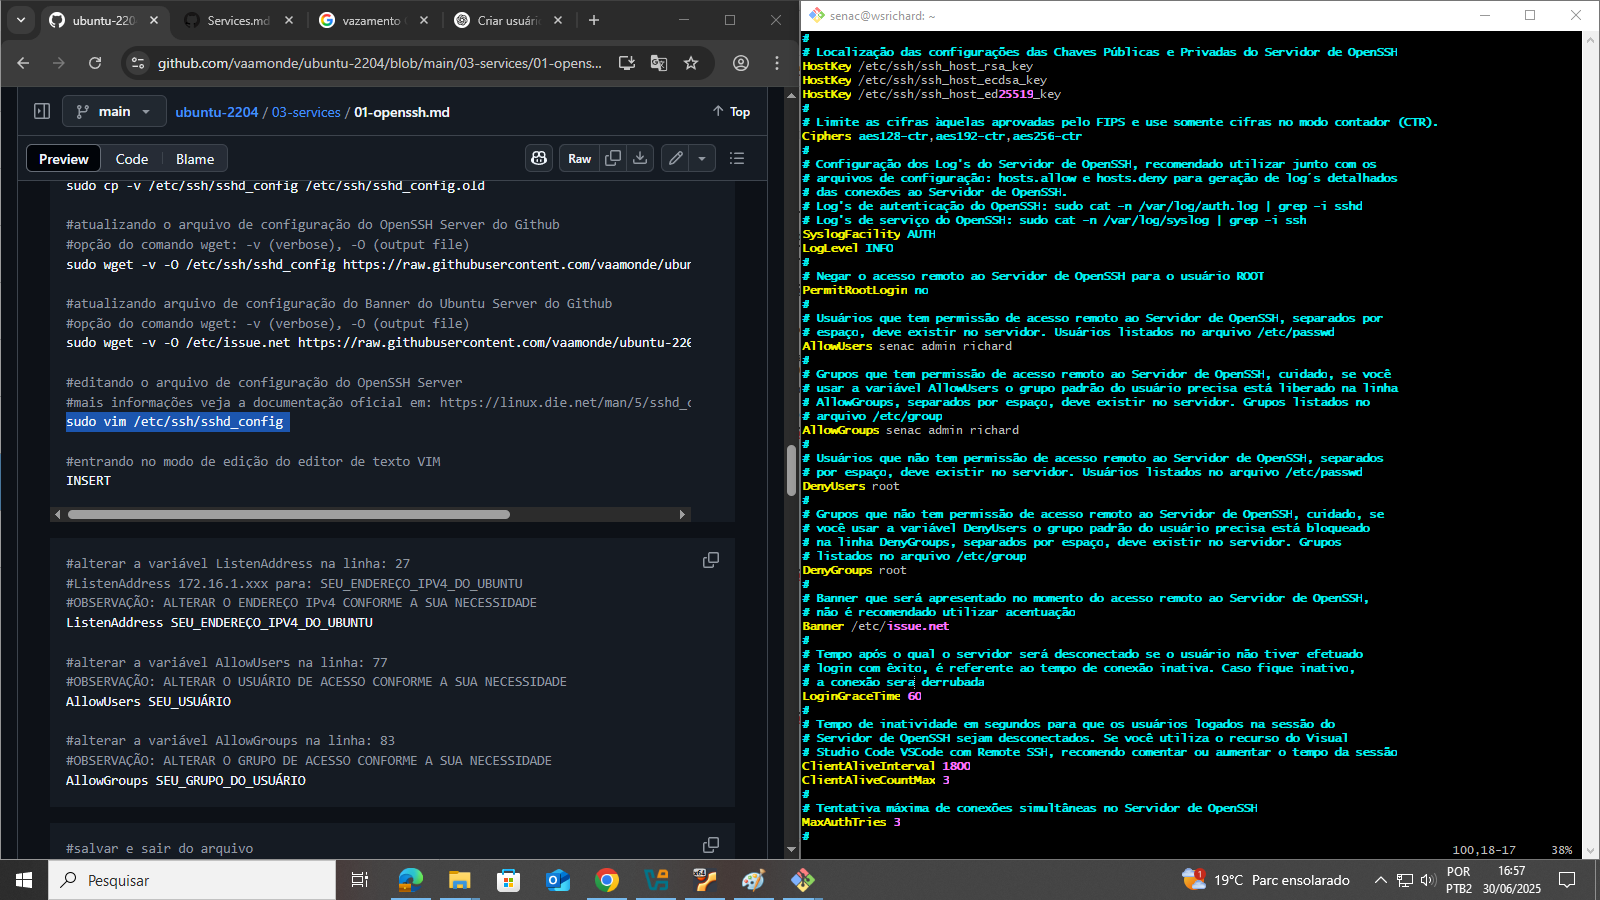 ubuntu-220
Services.md
vazamento
Criar usuári
github.com/vaamonde/ubuntu-2204/blob/main/03-services/01-opens...
main
ubuntu-2204 / 03-services / 01-openssh.md
Top
Preview
Code
Blame
Raw
sudo cp -v /etc/ssh/sshd_config /etc/ssh/sshd_config.old
#atualizando o arquivo de configuração do OpenSSH Server do Github
#opção do comando wget: -v (verbose), -O (output file)
sudo wget -v -O /etc/ssh/sshd_config https://raw.githubusercontent.com/vaamonde/ubun
#atualizando arquivo de configuração do Banner do Ubuntu Server do Github
#opção do comando wget: -v (verbose), -O (output file)
sudo wget -v -O /etc/issue.net https://raw.githubusercontent.com/vaamonde/ubuntu-220
#editando o arquivo de configuração do OpenSSH Server
#mais informações veja a documentação oficial em: https://linux.die.net/man/5/sshd_c
sudo vim /etc/ssh/sshd_config
#entrando no modo de edição do editor de texto VIM
INSERT
#alterar a variável ListenAddress na linha: 27
#ListenAddress 172.16.1.xxx para: SEU_ENDEREÇO_IPV4_DO_UBUNTU
#OBSERVAÇÃO: ALTERAR O ENDEREÇO IPv4 CONFORME A SUA NECESSIDADE
ListenAddress SEU_ENDEREÇO_IPV4_DO_UBUNTU
#alterar a variável AllowUsers na linha: 77
#OBSERVAÇÃO: ALTERAR O USUÁRIO DE ACESSO CONFORME A SUA NECESSIDADE
AllowUsers SEU_USUÁRIO
#alterar a variável AllowGroups na linha: 83
#OBSERVAÇÃO: ALTERAR O GRUPO DE ACESSO CONFORME A SUA NECESSIDADE
AllowGroups SEU_GRUPO_DO_USUÁRIO
#salvar e sair do arquivo
senac@wsrichard: ~
#
# Localização das configurações das Chaves Públicas e Privadas do Servidor de OpenSSH
HostKey /etc/ssh/ssh_host_rsa_key
HostKey /etc/ssh/ssh_host_ecdsa_key
HostKey /etc/ssh/ssh_host_ed25519_key
#
# Limite as cifras àquelas aprovadas pelo FIPS e use somente cifras no modo contador (CTR).
Ciphers aes128-ctr,aes192-ctr,aes256-ctr
#
# Configuração dos Log's do Servidor de OpenSSH, recomendado utilizar junto com os
# arquivos de configuração: hosts.allow e hosts.deny para geração de log´s detalhados
# das conexões ao Servidor de OpenSSH.
# Log's de autenticação do OpenSSH: sudo cat -n /var/log/auth.log | grep -i sshd
# Log's de serviço do OpenSSH: sudo cat -n /var/log/syslog | grep -i ssh
SyslogFacility AUTH
LogLevel INFO
#
# Negar o acesso remoto ao Servidor de OpenSSH para o usuário ROOT
PermitRootLogin no
#
# Usuários que tem permissão de acesso remoto ao Servidor de OpenSSH, separados por
# espaço, deve existir no servidor. Usuários listados no arquivo /etc/passwd
AllowUsers senac admin richard
#
# Grupos que tem permissão de acesso remoto ao Servidor de OpenSSH, cuidado, se você
# usar a variável AllowUsers o grupo padrão do usuário precisa está liberado na linha
# AllowGroups, separados por espaço, deve existir no servidor. Grupos listados no
# arquivo /etc/group
AllowGroups senac admin richard
#
# Usuários que não tem permissão de acesso remoto ao Servidor de OpenSSH, separados
# por espaço, deve existir no servidor. Usuários listados no arquivo /etc/passwd
DenyUsers root
#
# Grupos que não tem permissão de acesso remoto ao Servidor de OpenSSH, cuidado, se
# você usar a variável DenyUsers o grupo padrão do usuário precisa está bloqueado
# na linha DenyGroups, separados por espaço, deve existir no servidor. Grupos
# listados no arquivo /etc/group
DenyGroups root
#
# Banner que será apresentado no momento do acesso remoto ao Servidor de OpenSSH,
# não é recomendado utilizar acentuação
Banner /etc/issue.net
#
# Tempo após o qual o servidor será desconectado se o usuário não tiver efetuado
# login com êxito, é referente ao tempo de conexão inativa. Caso fique inativo,
# a conexão sera derrubada
LoginGraceTime 60
#
# Tempo de inatividade em segundos para que os usuários logados na sessão do
# Servidor de OpenSSH sejam desconectados. Se você utiliza o recurso do Visual
# Studio Code VSCode com Remote SSH, recomendo comentar ou aumentar o tempo da sessão
ClientAliveInterval 1800
ClientAliveCountMax 3
#
# Tentativa máxima de conexões simultâneas no Servidor de OpenSSH
MaxAuthTries 3
#
100,18-17 38%
Pesquisar
19°C Parc ensolarado
POR
PTB2
16:57
30/06/2025